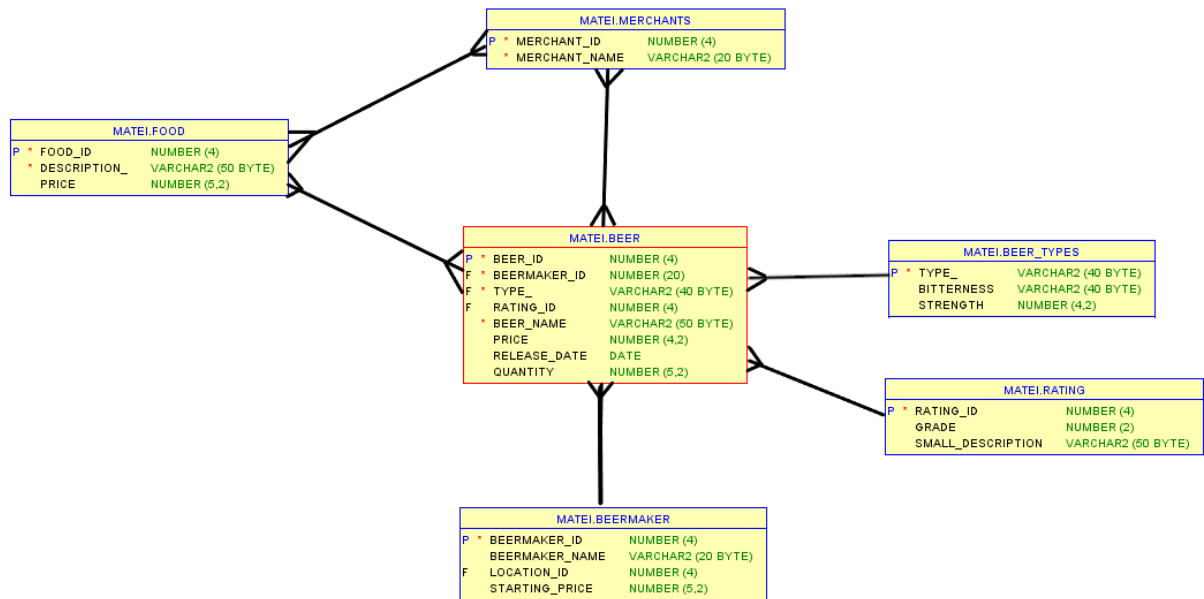 MATEI.MERCHANTS
P * MERCHANT_ID NUMBER (4)
* MERCHANT_NAME VARCHAR2 (20 BYTE)
MATEI.FOOD
P * FOOD_ID NUMBER (4)
* DESCRIPTION_ VARCHAR2 (50 BYTE)
PRICE NUMBER (5,2)
MATEI.BEER
P * BEER_ID NUMBER (4)
F * BEERMAKER_ID NUMBER (20)
F * TYPE_ VARCHAR2 (40 BYTE)
F RATING_ID NUMBER (4)
* BEER_NAME VARCHAR2 (50 BYTE)
PRICE NUMBER (4,2)
RELEASE_DATE DATE
QUANTITY NUMBER (5,2)
MATEI.BEER_TYPES
P * TYPE_ VARCHAR2 (40 BYTE)
BITTERNESS VARCHAR2 (40 BYTE)
STRENGTH NUMBER (4,2)
MATEI.RATING
P * RATING_ID NUMBER (4)
GRADE NUMBER (2)
SMALL_DESCRIPTION VARCHAR2 (50 BYTE)
MATEI.BEERMAKER
P * BEERMAKER_ID NUMBER (4)
BEERMAKER_NAME VARCHAR2 (20 BYTE)
F LOCATION_ID NUMBER (4)
STARTING_PRICE NUMBER (5,2)